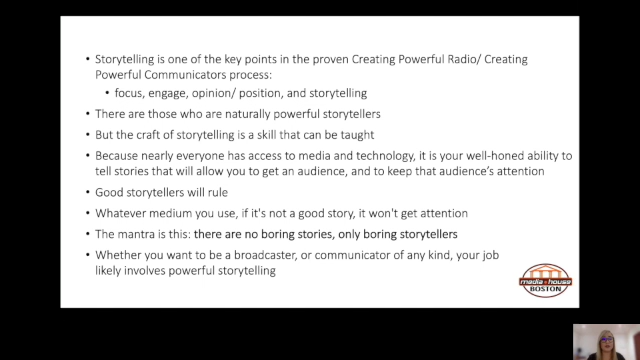 • Storytelling is one of the key points in the proven Creating Powerful Radio/ Creating
Powerful Communicators process:
• focus, engage, opinion/ position, and storytelling
• There are those who are naturally powerful storytellers
• But the craft of storytelling is a skill that can be taught
• Because nearly everyone has access to media and technology, it is your well-honed ability to
tell stories that will allow you to get an audience, and to keep that audience's attention
• Good storytellers will rule
• Whatever medium you use, if it's not a good story, it won't get attention
• The mantra is this: there are no boring stories, only boring storytellers
• Whether you want to be a broadcaster, or communicator of any kind, your job
likely involves powerful storytelling
media house
BOSTON